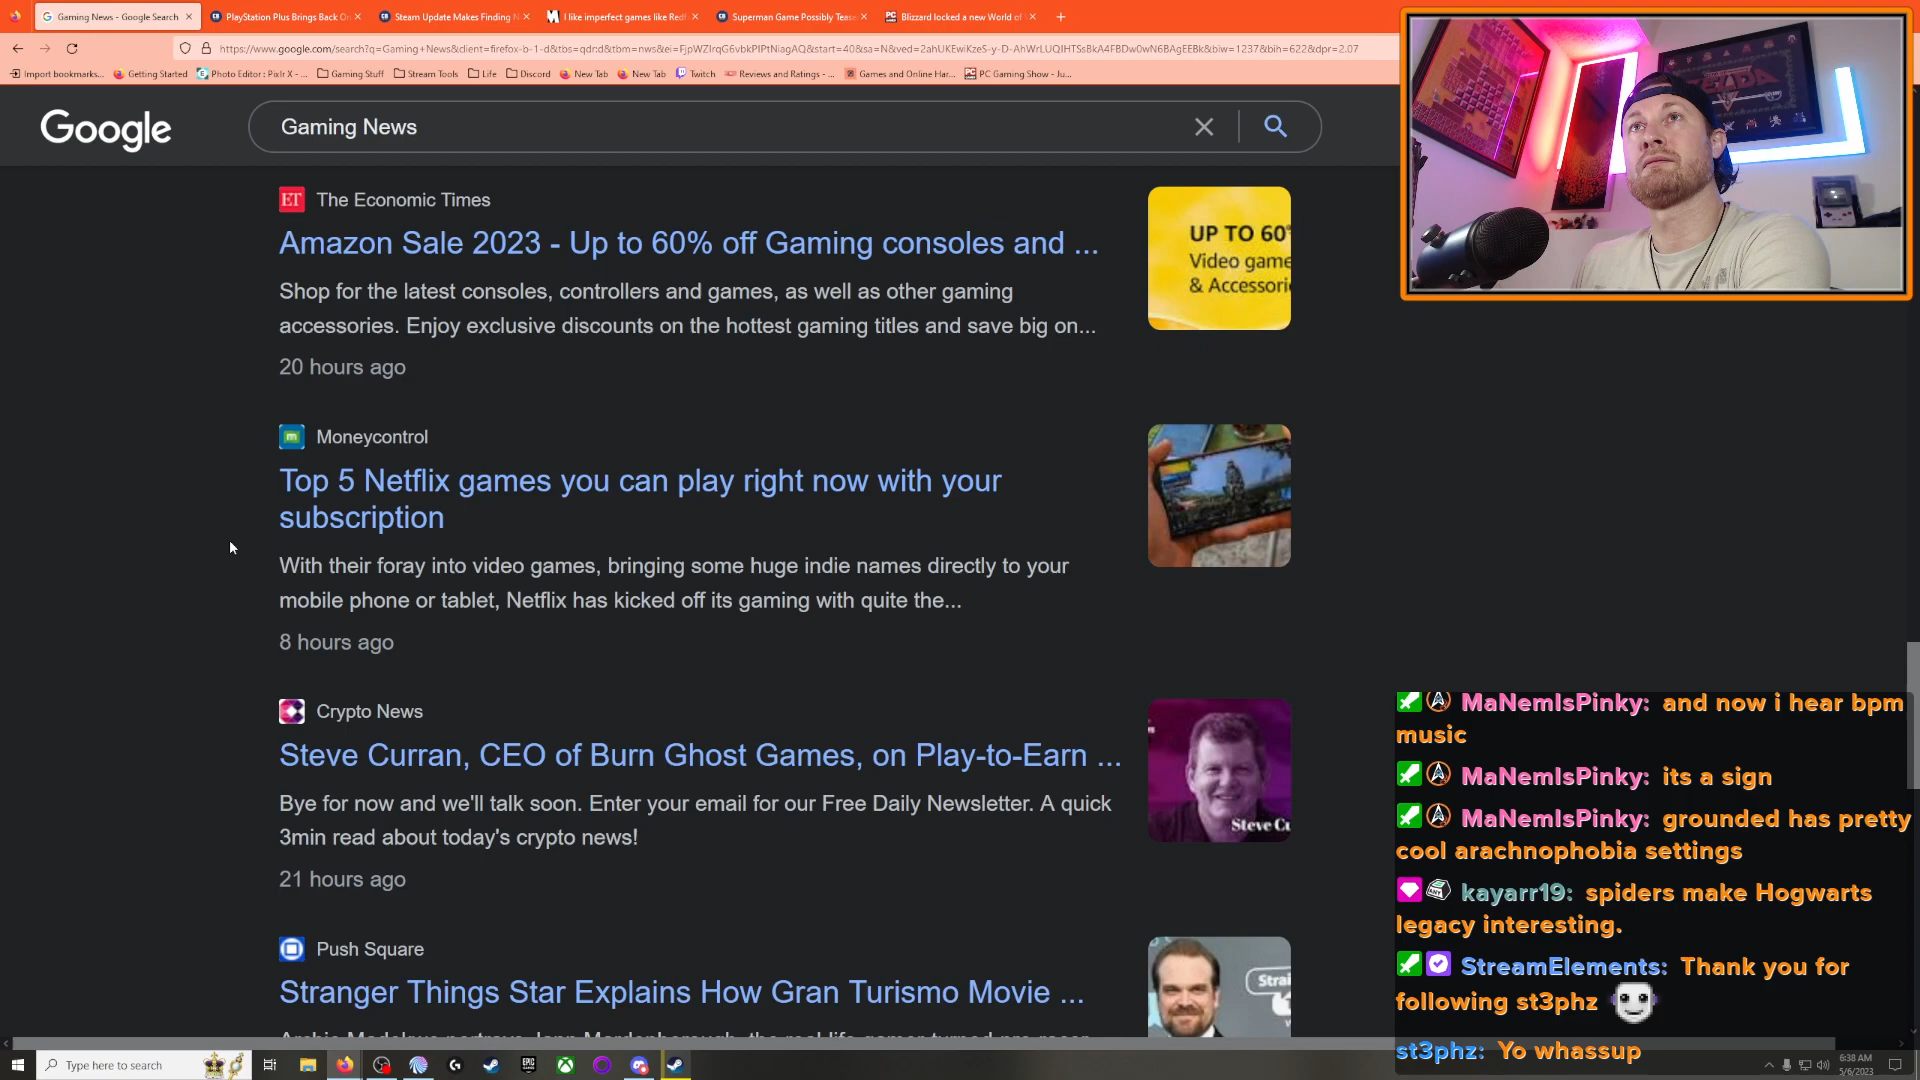 Gaming News - Google Search
PlayStation Plus Brings Back O
Steam Update Makes Finding N
I like imperfect games like Redf
Superman Game Possibly Tease
Blizzard locked a new World of
Import bookmarks...
Getting Started
Photo Editor : Pixlr X - ...
Gaming Stuff
Stream Tools
Life
Discord
New Tab
New Tab
Twitch
Reviews and Ratings - ...
Games and Online Har...
PC Gaming Show - Ju...
Google
Gaming News
The Economic Times
Amazon Sale 2023 - Up to 60% off Gaming consoles and ...
Shop for the latest consoles, controllers and games, as well as other gaming
accessories. Enjoy exclusive discounts on the hottest gaming titles and save big on...
20 hours ago
UP TO 60%
Video game
& Accessori
Moneycontrol
Top 5 Netflix games you can play right now with your
subscription
With their foray into video games, bringing some huge indie names directly to your
mobile phone or tablet, Netflix has kicked off its gaming with quite the...
8 hours ago
Crypto News
Steve Curran, CEO of Burn Ghost Games, on Play-to-Earn ...
Bye for now and we'll talk soon. Enter your email for our Free Daily Newsletter. A quick
3min read about today's crypto news!
21 hours ago
Steve Cu
Push Square
Stranger Things Star Explains How Gran Turismo Movie ...
MaNemIsPinky: and now i hear bpm
music
MaNemIsPinky: its a sign
MaNemIsPinky: grounded has pretty
cool arachnophobia settings
kayarr19: spiders make Hogwarts
legacy interesting.
StreamElements: Thank you for
following st3phz
st3phz: Yo whassup
Type here to search
6:38 AM
5/6/2023